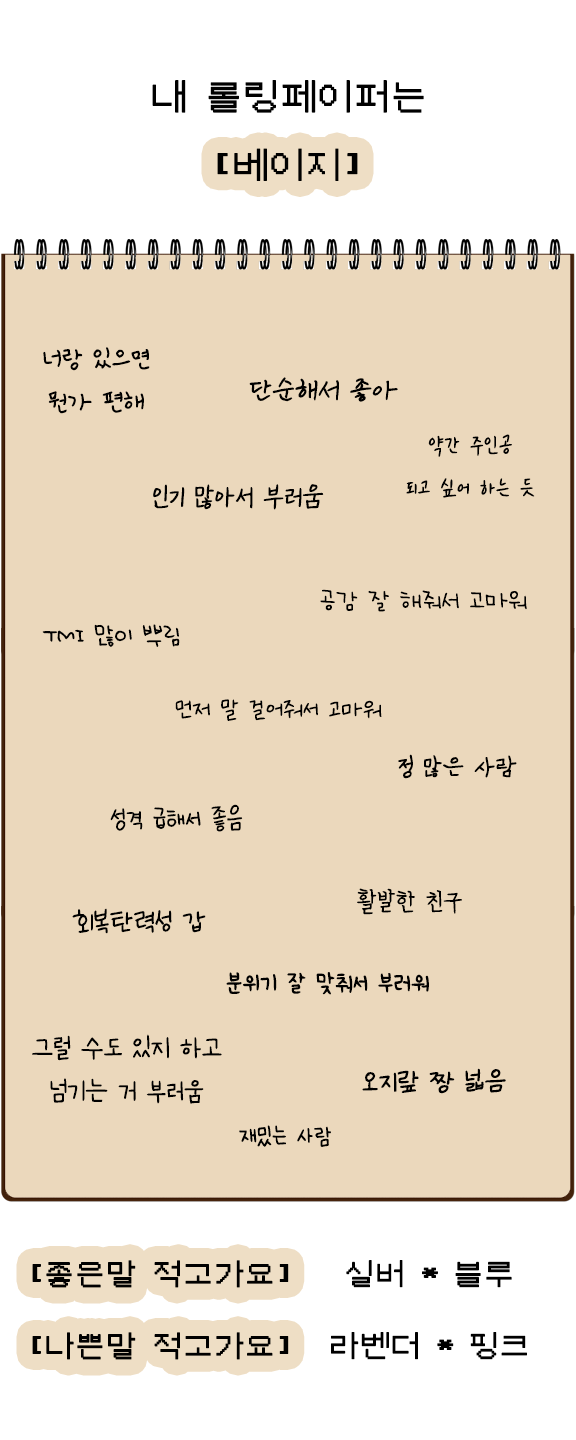 내 롤링페이퍼는
[베이지]
너랑 있으면
뭔가 편해
단순해서 좋아
약간 주인공
되고 싶어 하는 듯
인기 많아서 부러움
공감 잘 해줘서 고마워
TMI 많이 뿌림
먼저 말 걸어줘서 고마워
정 많은 사람
성격 급해서 좋음
활발한 친구
회복탄력성 갑
분위기 잘 맞춰서 부러워
그럴 수도 있지 하고
넘기는 거 부러움
오지랖 짱 넓음
재밌는 사람
[좋은말 적고가요] 실버 * 블루
[나쁜말 적고가요] 라벤더 * 핑크